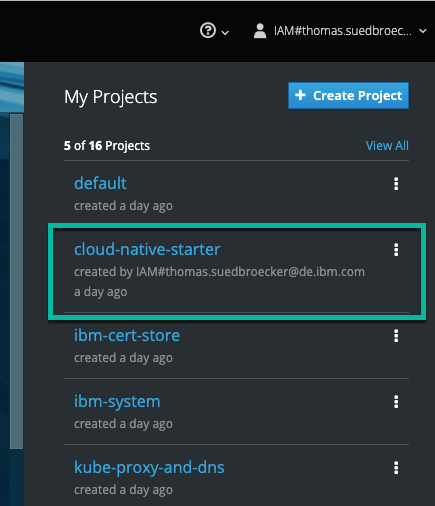 IAM#thomas.suedbroec...
My Projects
Create Project
5 of 16 Projects
View All
default
created a day ago
cloud-native-starter
created by IAM#thomas.suedbroecker@de.ibm.com
a day ago
ibm-cert-store
created a day ago
ibm-system
created a day ago
kube-proxy-and-dns
created a day ago